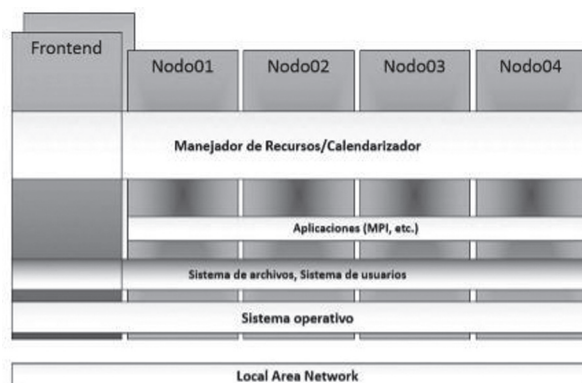 Frontend
Nodo01
Nodo02
Nodo03
Nodo04
Manejador de Recursos/Calendarizador
Aplicaciones (MPI, etc.)
Sistema de archivos, Sistema de usuarios
Sistema operativo
Local Area Network